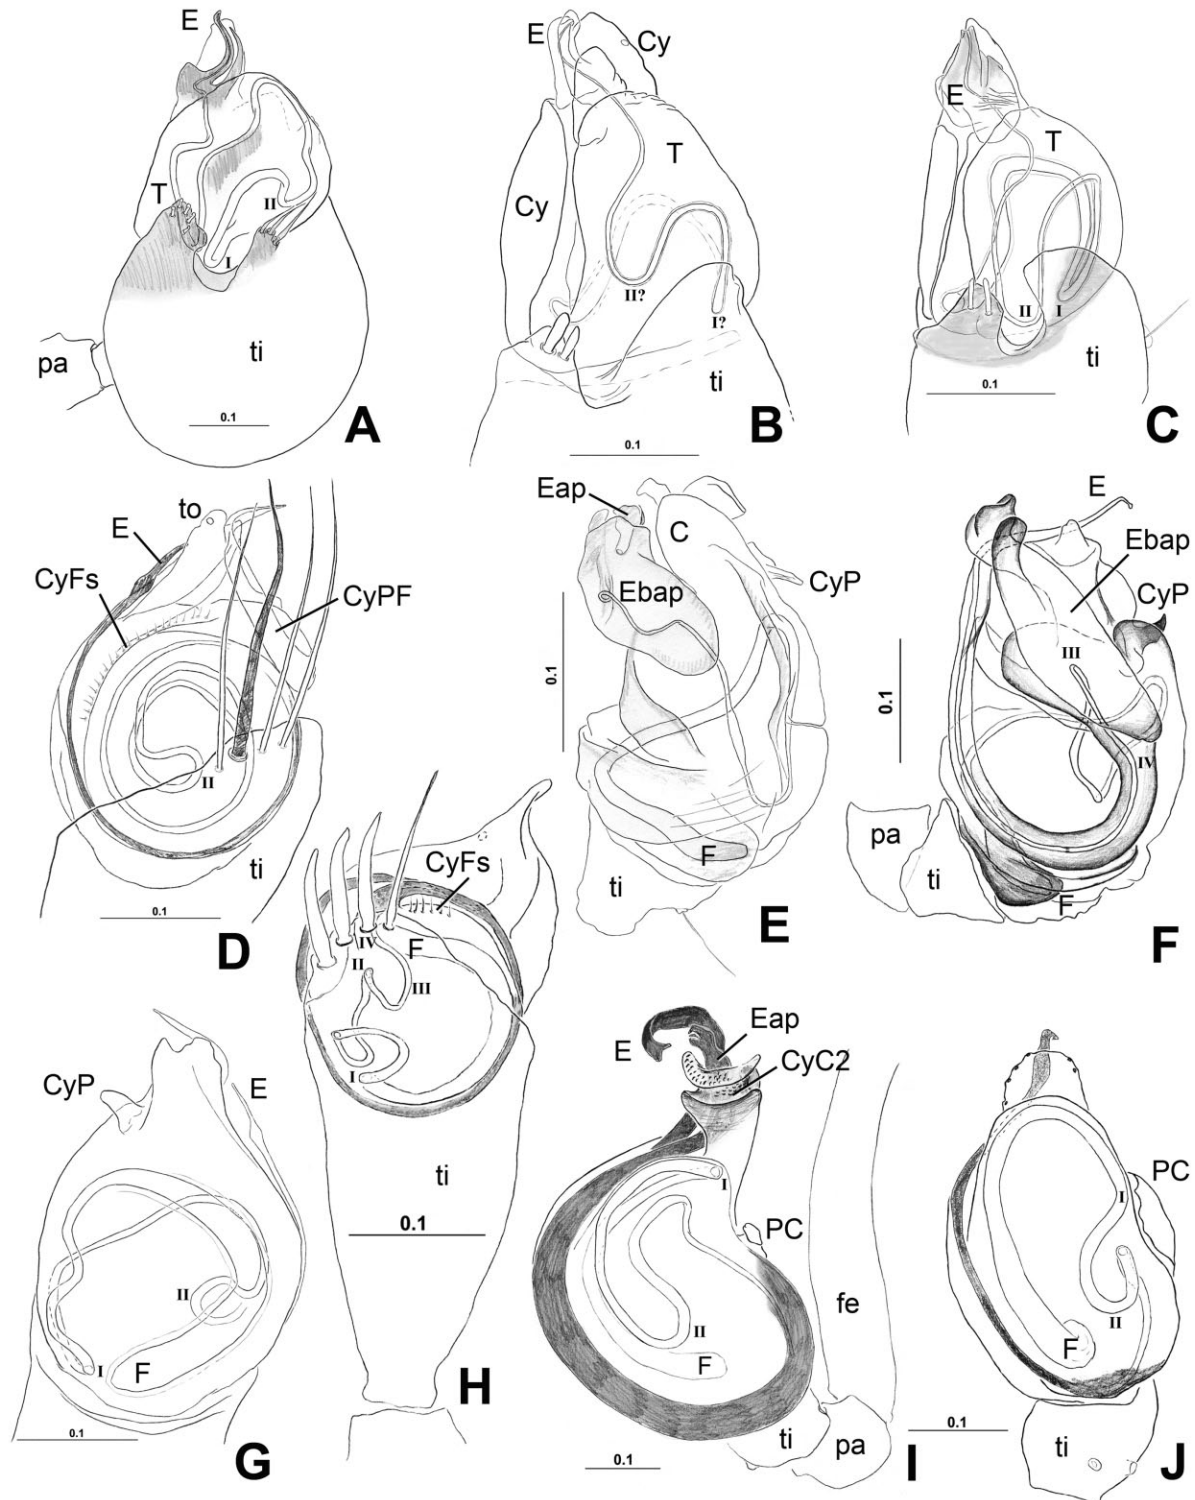 E
T
II
I
pa
ti
0.1
A
E
Cy
T
Cy
II?
I?
ti
0.1
B
E
T
II
I
ti
0.1
C
to
E
CyFs
CyPF
II
ti
0.1
D
Eap
C
CyP
Ebap
0.1
F
ti
E
E
Ebap
CyP
III
0.1
IV
pa
ti
F
F
CyP
E
II
I
F
0.1
G
CyFs
IV
F
II
III
I
ti
0.1
H
Eap
E
CyC2
I
PC
fe
II
F
ti
pa
0.1
I
PC
I
II
F
0.1
ti
J